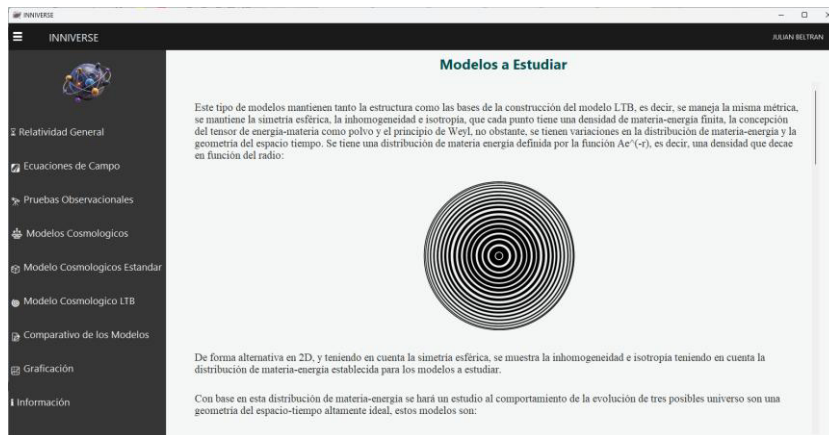 INNIVERSE
INNIVERSE
JULIAN BELTRAN
Relatividad General
Ecuaciones de Campo
Pruebas Observacionales
Modelos Cosmologicos
Modelo Cosmologicos Estandar
Modelo Cosmologico LTB
Comparativo de los Modelos
Graficación
Información
Modelos a Estudiar
Este tipo de modelos mantienen tanto la estructura como las bases de la construcción del modelo LTB, es decir, se maneja la misma métrica,
se mantiene la simetría esférica, la inhomogeneidad e isotropía, que cada punto tiene una densidad de materia-energía finita, la concepción
del tensor de energia-materia como polvo y el principio de Weyl, no obstante, se tienen variaciones en la distribución de materia-energía y la
geometría del espacio tiempo. Se tiene una distribución de materia energía definida por la función Ae^(-r), es decir, una densidad que decae
en función del radio:
De forma alternativa en 2D, y teniendo en cuenta la simetría esférica, se muestra la inhomogeneidad e isotropía teniendo en cuenta la
distribución de materia-energía establecida para los modelos a estudiar.
Con base en esta distribución de materia-energía se hará un estudio al comportamiento de la evolución de tres posibles universo son una
geometría del espacio-tiempo altamente ideal, estos modelos son: